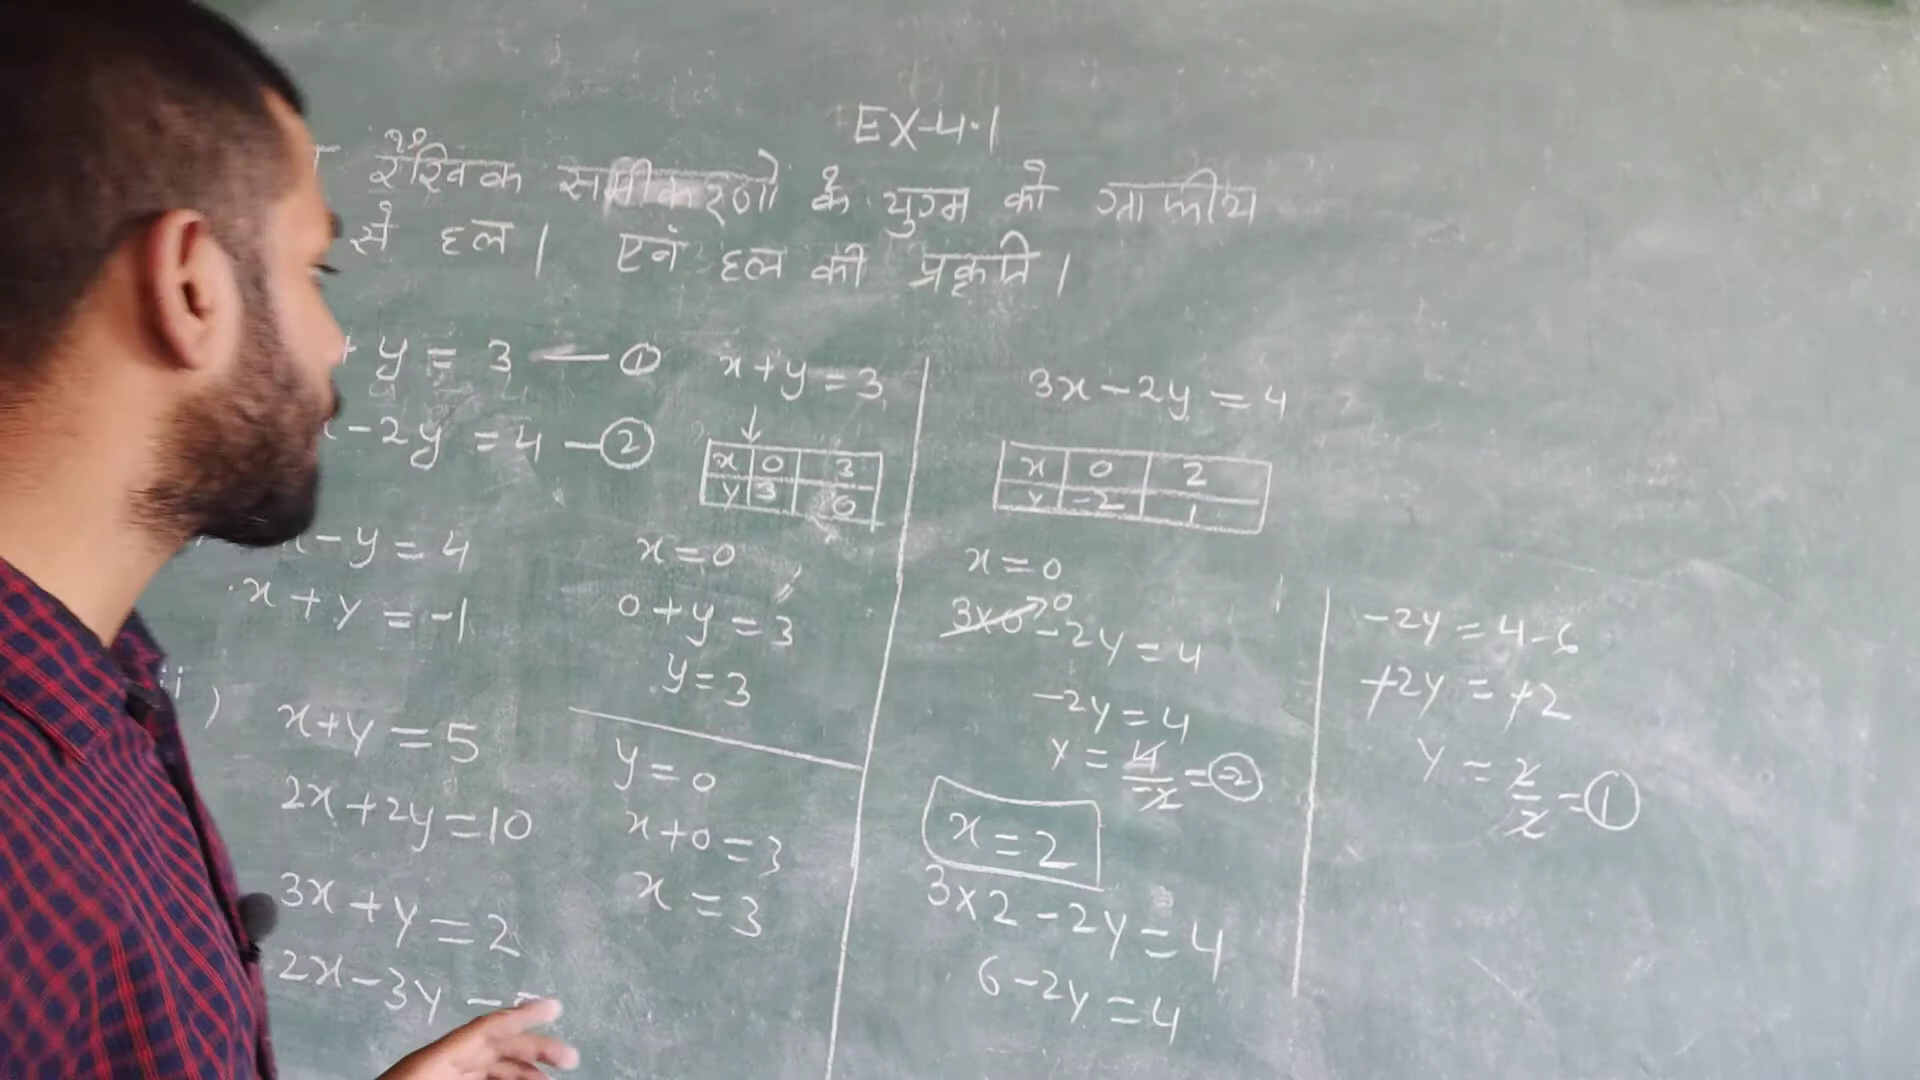 EX-4.1
रैखिक समीकरणो के युग्म को ग्राफीय
से हल । एवं हल की प्रकृति ।
+ y = 3 — ①
x - 2y = 4 — ②
x - y = 4
x + y = -1
ii)
x+y = 5
2x+2y=10
3x+y=2
2x-3y=
x+y=3
x 0 3
y 3 0
x=0
0+y=3
y=3
y=0
x+0=3
x=3
3x-2y=4
x 0 2
y -2 1
x=0
3x0 0 -2y=4
-2y=4
y = 4/-2 = -2
x=2
3x2-2y=4
6-2y=4
-2y=4-6
+2y=+2
y = 2/2 = 1